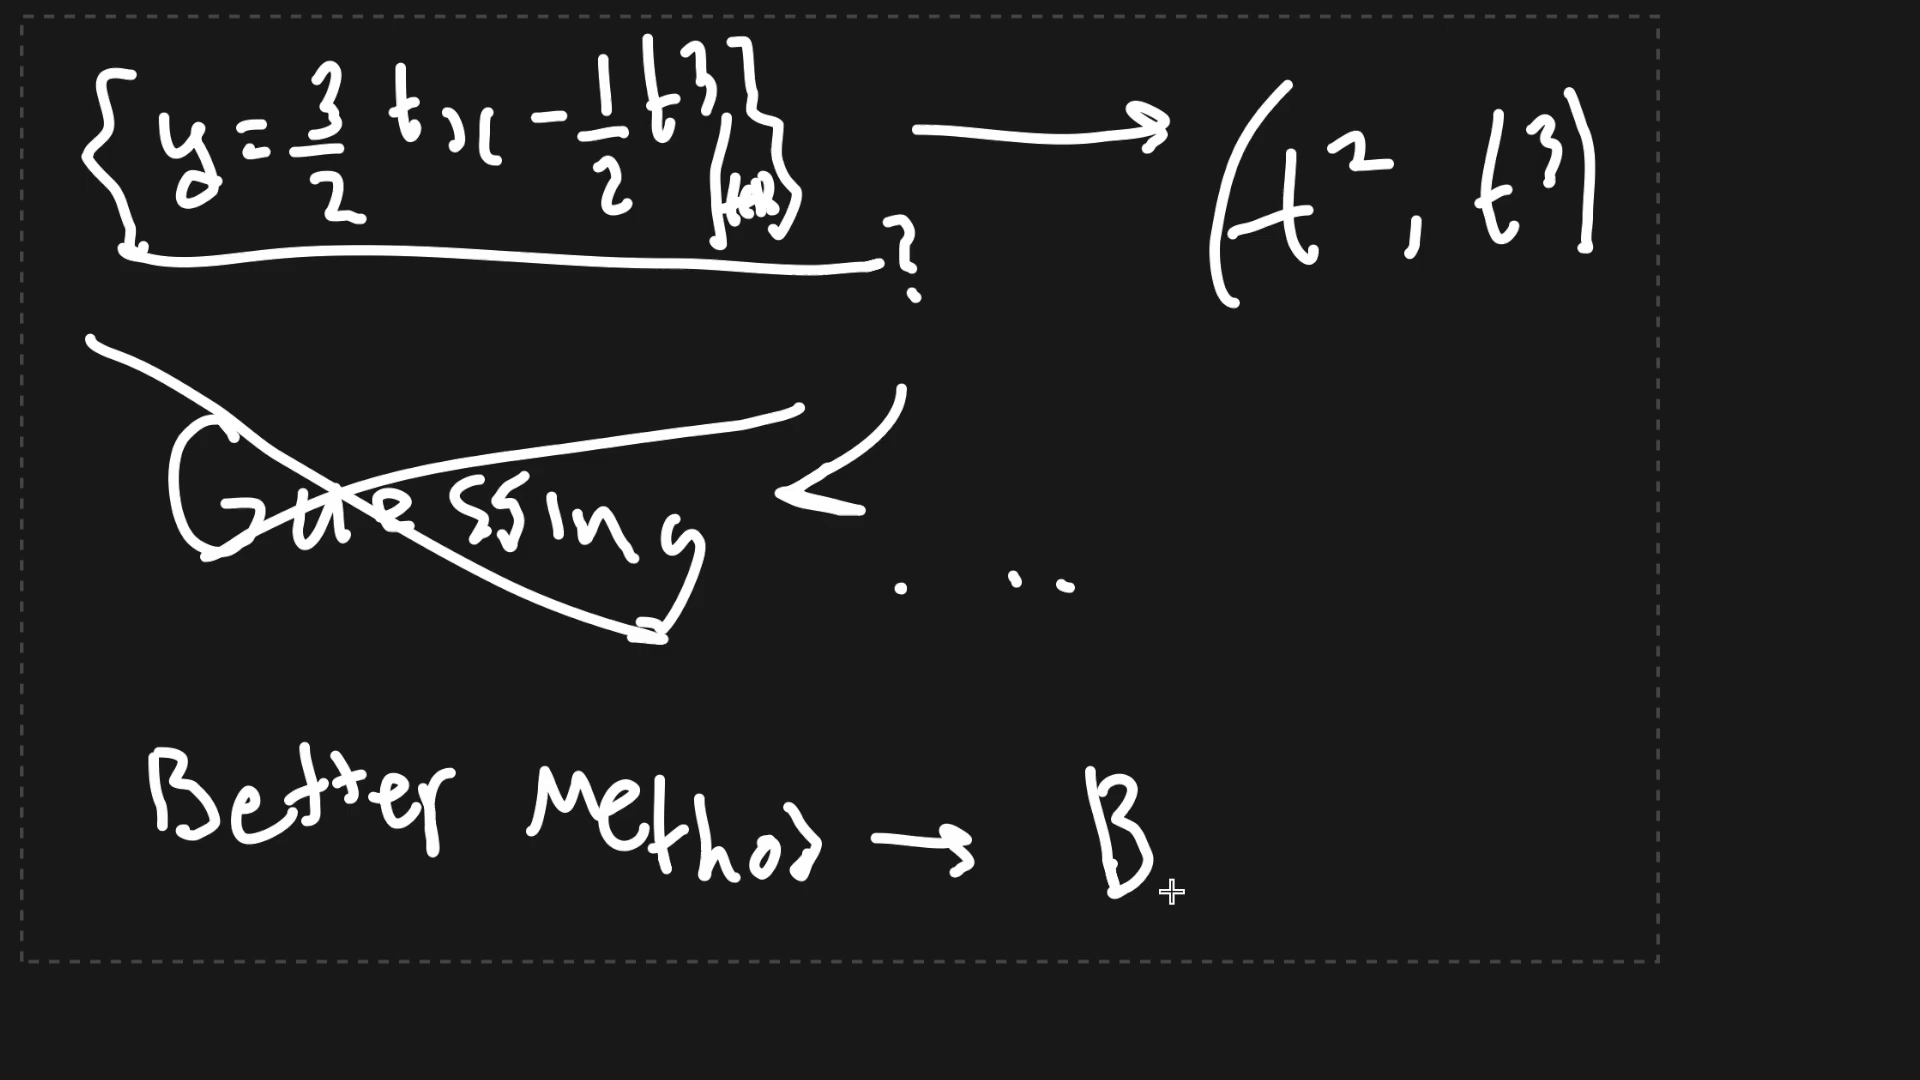 {y = 3/2 tx - 1/2 t³ | t∈ℝ} → (t², t³)
?
Guessing <
. . .
Better Method → B